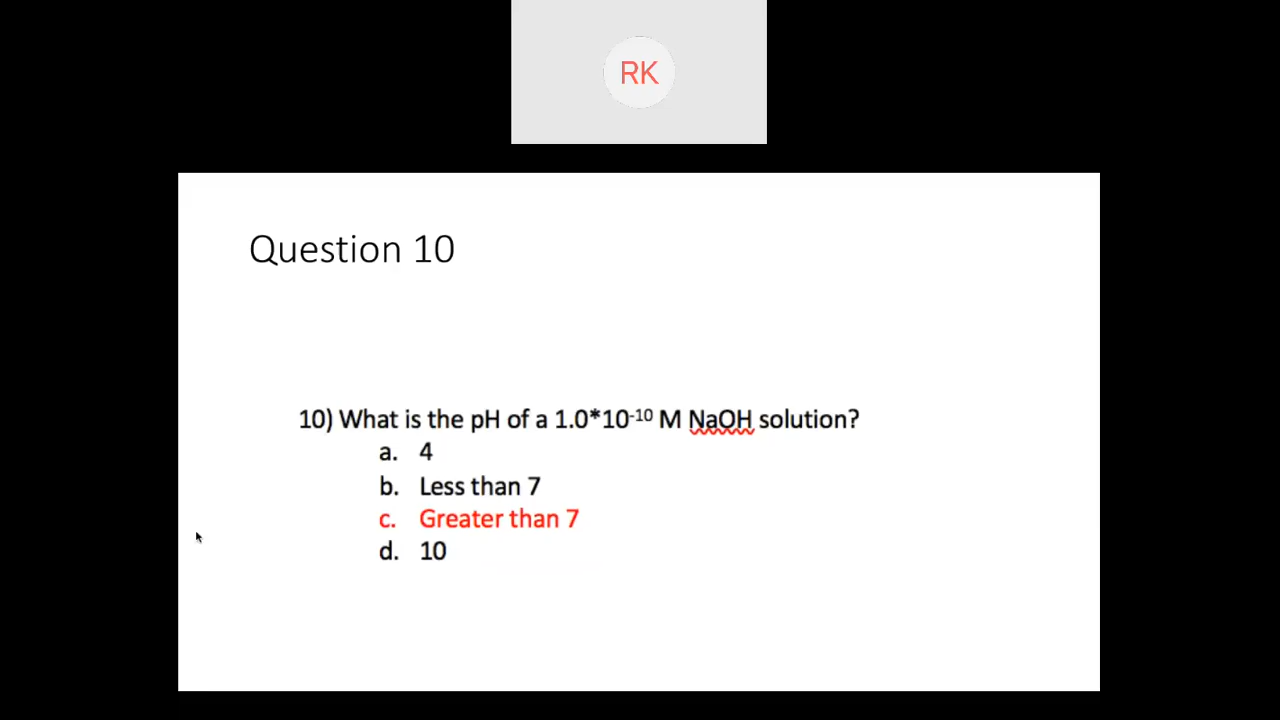 RK
Question 10
10) What is the pH of a 1.0*10⁻¹⁰ M NaOH solution?
a. 4
b. Less than 7
c. Greater than 7
d. 10